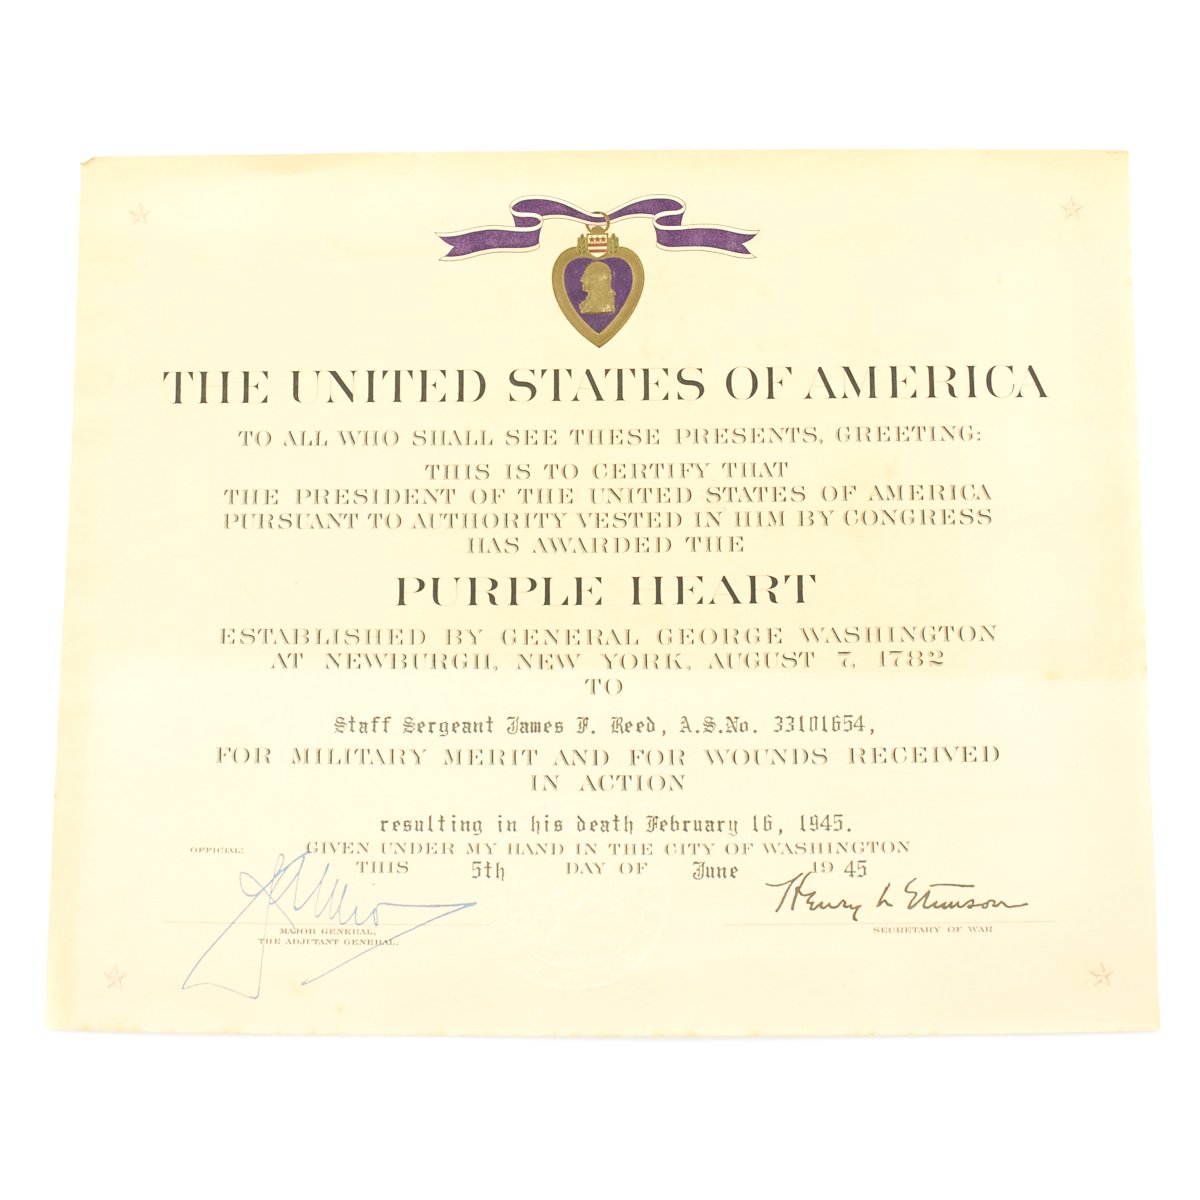 THE UNITED STATES OF AMERICA
TO ALL WHO SHALL SEE THESE PRESENTS, GREETING:
THIS IS TO CERTIFY THAT
THE PRESIDENT OF THE UNITED STATES OF AMERICA
PURSUANT TO AUTHORITY VESTED IN HIM BY CONGRESS
HAS AWARDED THE
PURPLE HEART
ESTABLISHED BY GENERAL GEORGE WASHINGTON
AT NEWBURGH, NEW YORK, AUGUST 7, 1782
TO
Staff Sergeant James F. Reed, A.S.No. 33101654,
FOR MILITARY MERIT AND FOR WOUNDS RECEIVED
IN ACTION
resulting in his death February 16, 1945.
OFFICIAL:
GIVEN UNDER MY HAND IN THE CITY OF WASHINGTON
THIS 5th DAY OF June 1945
Henry L Stimson
MAJOR GENERAL,
THE ADJUTANT GENERAL.
SECRETARY OF WAR